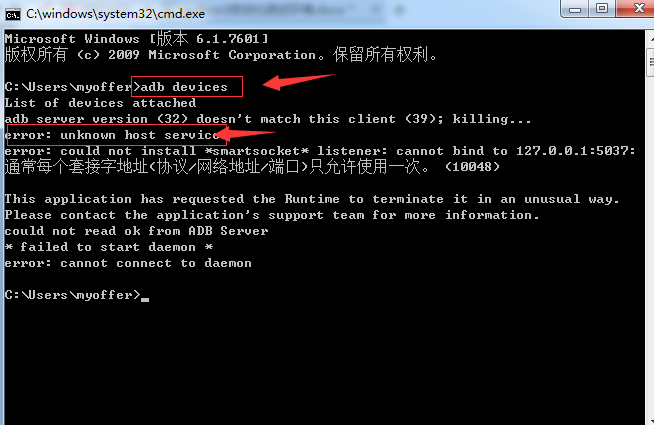 C:\windows\system32\cmd.exe
Microsoft Windows [版本 6.1.7601]
版权所有 (c) 2009 Microsoft Corporation。保留所有权利。
C:\Users\myoffer>adb devices
List of devices attached
adb server version (32) doesn't match this client (39); killing...
error: unknown host service
error: could not install *smartsocket* listener: cannot bind to 127.0.0.1:5037:
通常每个套接字地址(协议/网络地址/端口)只允许使用一次。 (10048)
This application has requested the Runtime to terminate it in an unusual way.
Please contact the application's support team for more information.
could not read ok from ADB Server
* failed to start daemon *
error: cannot connect to daemon
C:\Users\myoffer>